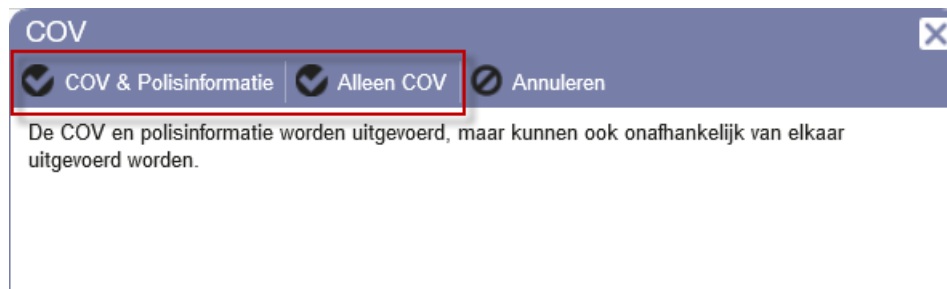 COV
COV & Polisinformatie Alleen COV Annuleren
De COV en polisinformatie worden uitgevoerd, maar kunnen ook onafhankelijk van elkaar
uitgevoerd worden.